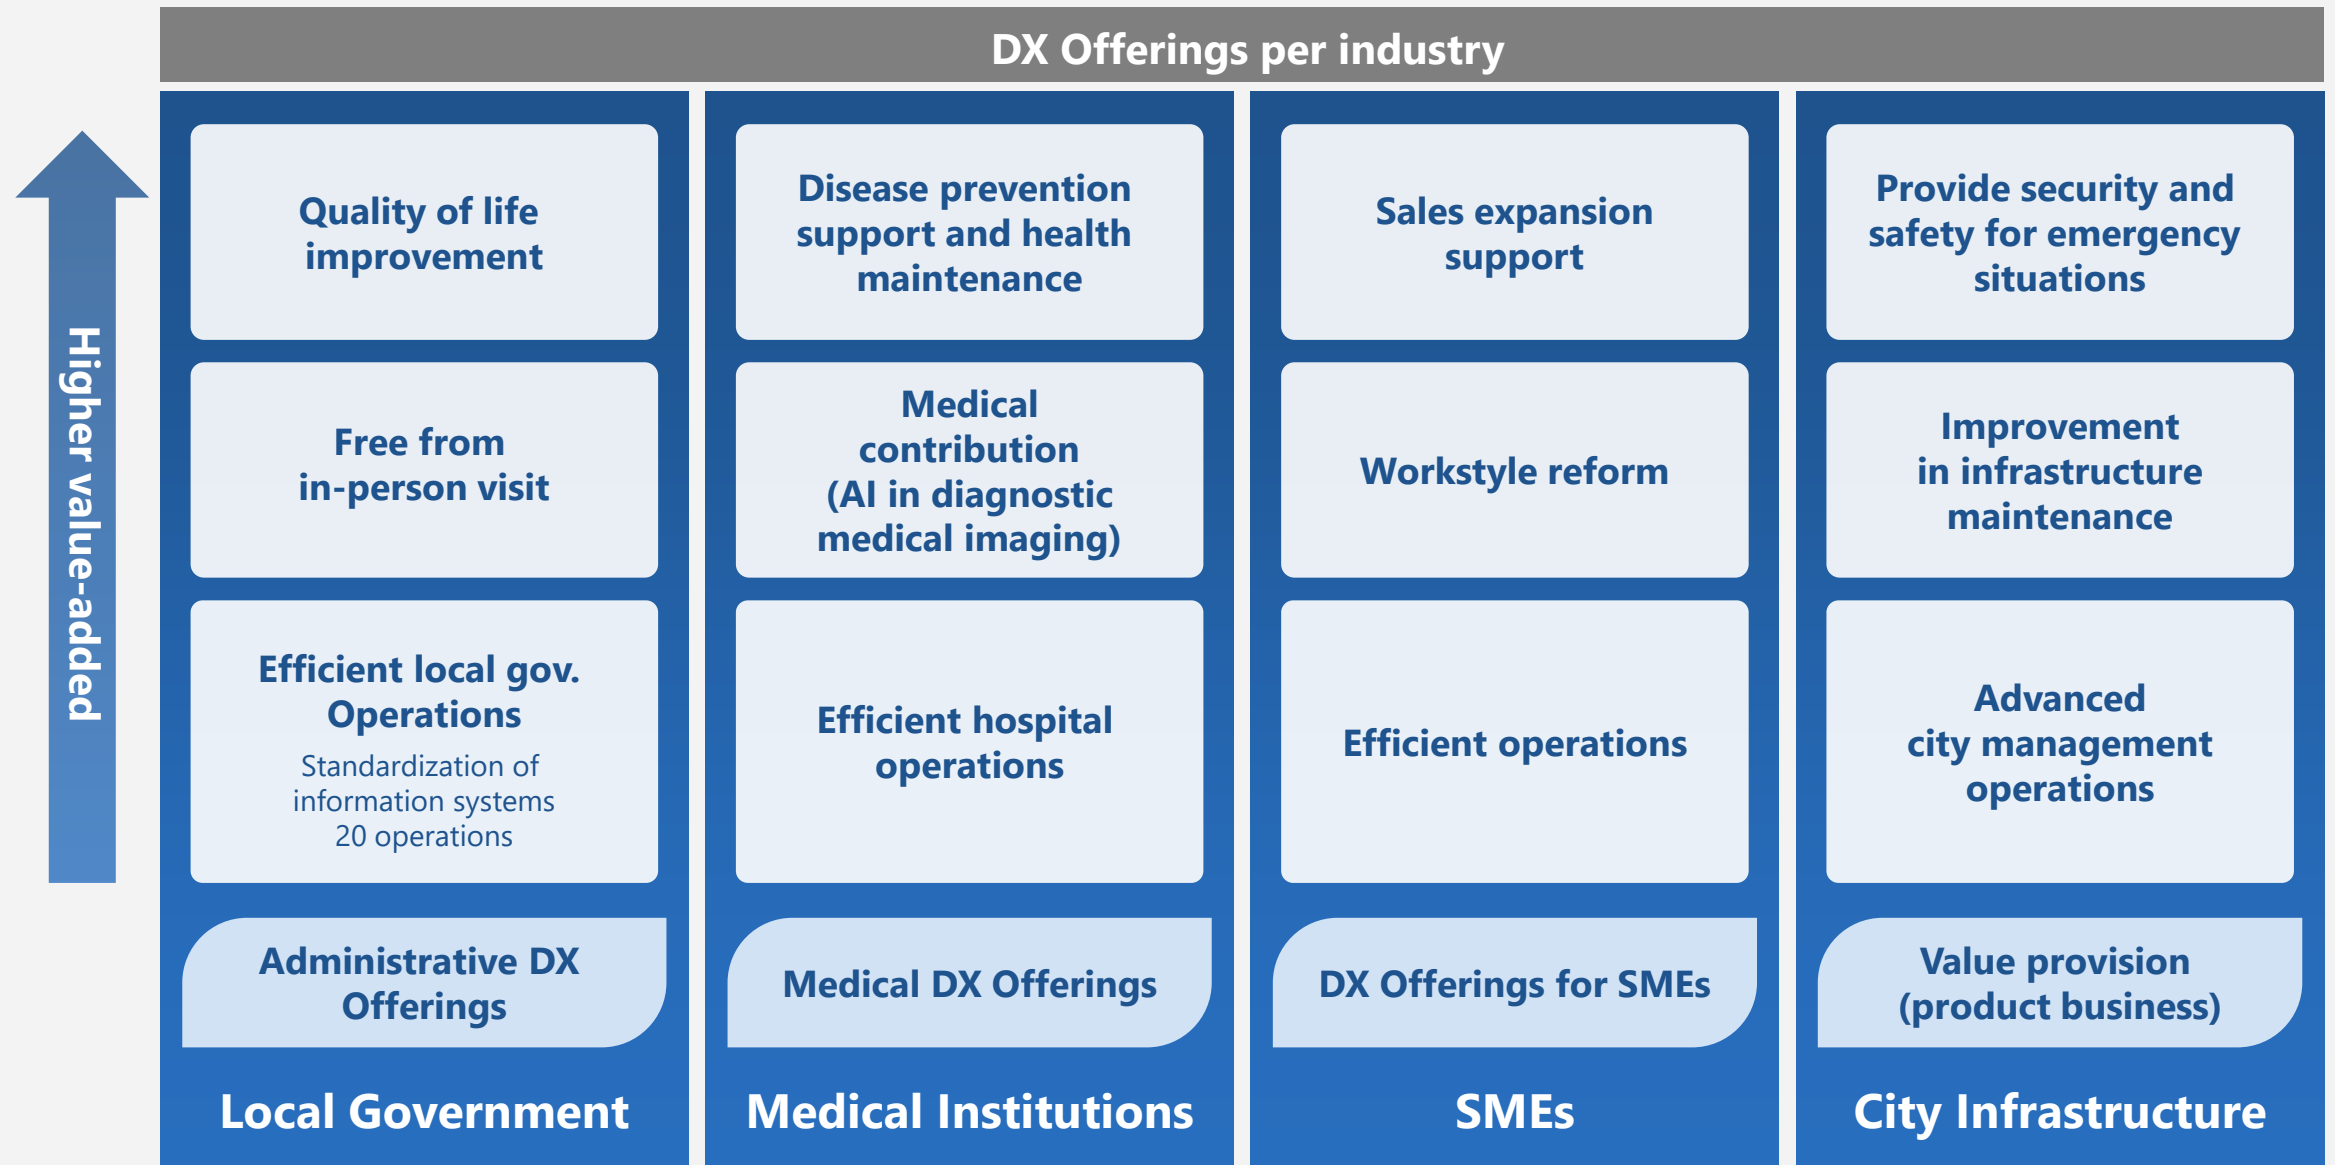 DX Offerings per industry
Higher value-added
Quality of life
improvement
Free from
in-person visit
Efficient local gov.
Operations
Standardization of
information systems
20 operations
Administrative DX
Offerings
Local Government
Disease prevention
support and health
maintenance
Medical
contribution
(AI in diagnostic
medical imaging)
Efficient hospital
operations
Medical DX Offerings
Medical Institutions
Sales expansion
support
Workstyle reform
Efficient operations
DX Offerings for SMEs
SMEs
Provide security and
safety for emergency
situations
Improvement
in infrastructure
maintenance
Advanced
city management
operations
Value provision
(product business)
City Infrastructure